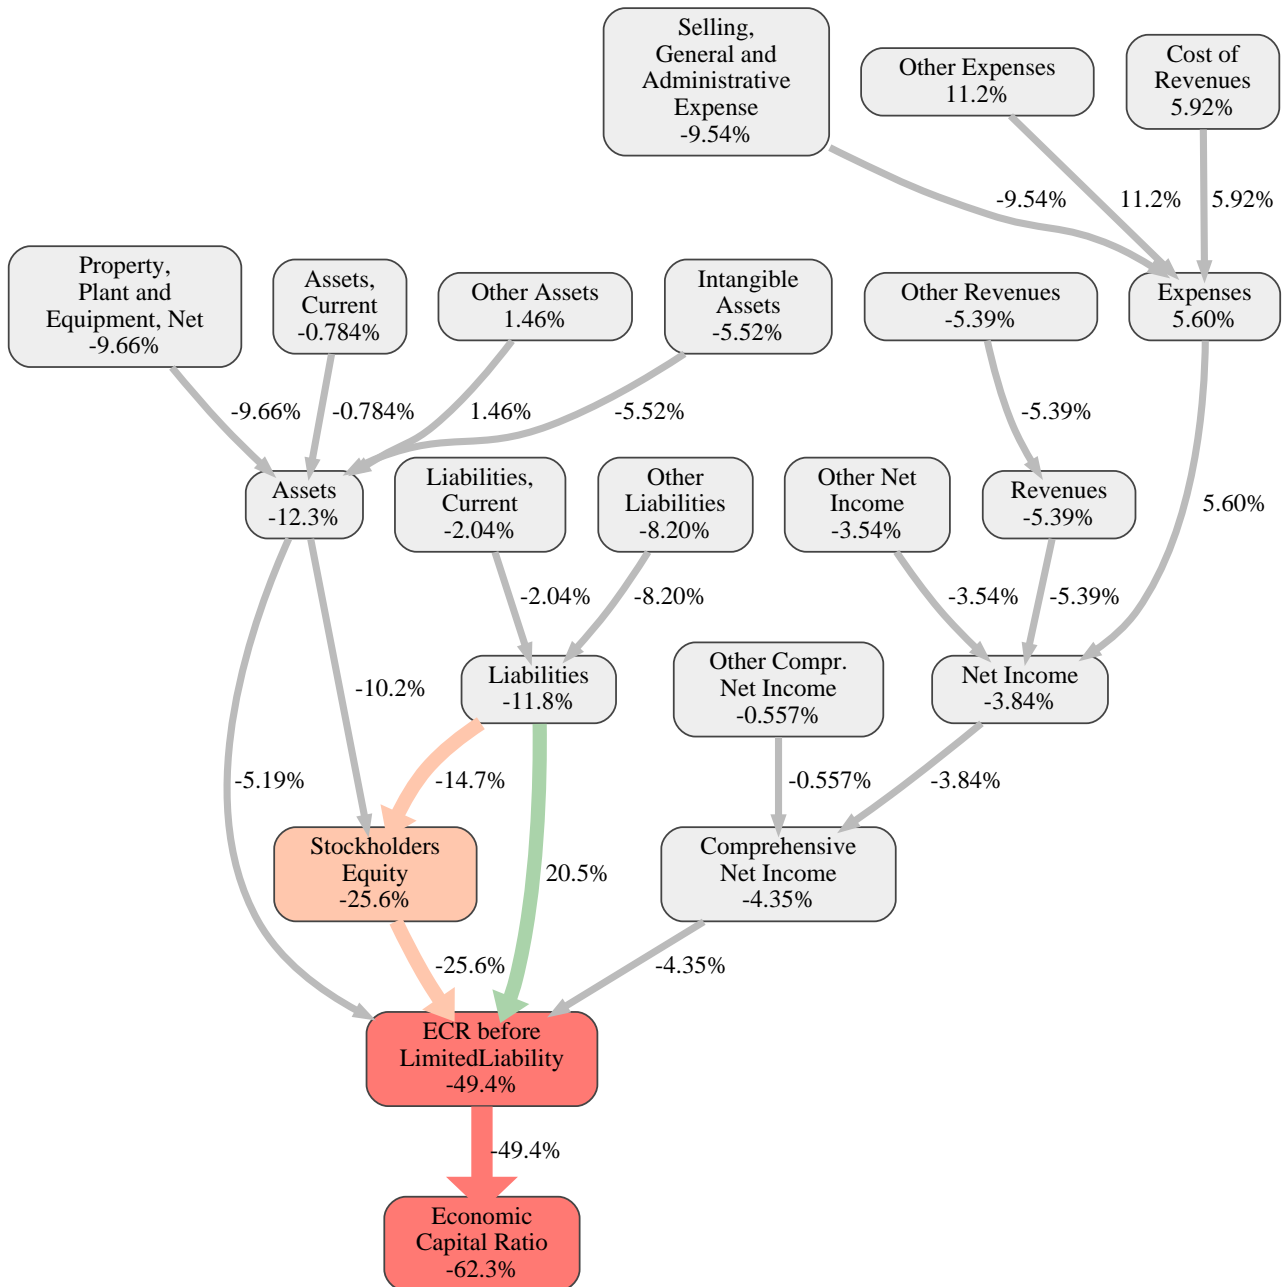 Selling,
General and
Administrative
Expense
-9.54%
Other Expenses
11.2%
Cost of
Revenues
5.92%
-9.54%
11.2%
5.92%
Property,
Plant and
Equipment, Net
-9.66%
Assets,
Current
-0.784%
Other Assets
1.46%
Intangible
Assets
-5.52%
Other Revenues
-5.39%
Expenses
5.60%
-9.66%
-0.784%
1.46%
-5.52%
-5.39%
Assets
-12.3%
Liabilities,
Current
-2.04%
Other
Liabilities
-8.20%
Other Net
Income
-3.54%
Revenues
-5.39%
5.60%
-2.04%
-8.20%
-3.54%
-5.39%
-10.2%
Liabilities
-11.8%
Other Compr.
Net Income
-0.557%
Net Income
-3.84%
-5.19%
-14.7%
20.5%
-0.557%
-3.84%
Stockholders
Equity
-25.6%
Comprehensive
Net Income
-4.35%
-25.6%
-4.35%
ECR before
LimitedLiability
-49.4%
-49.4%
Economic
Capital Ratio
-62.3%